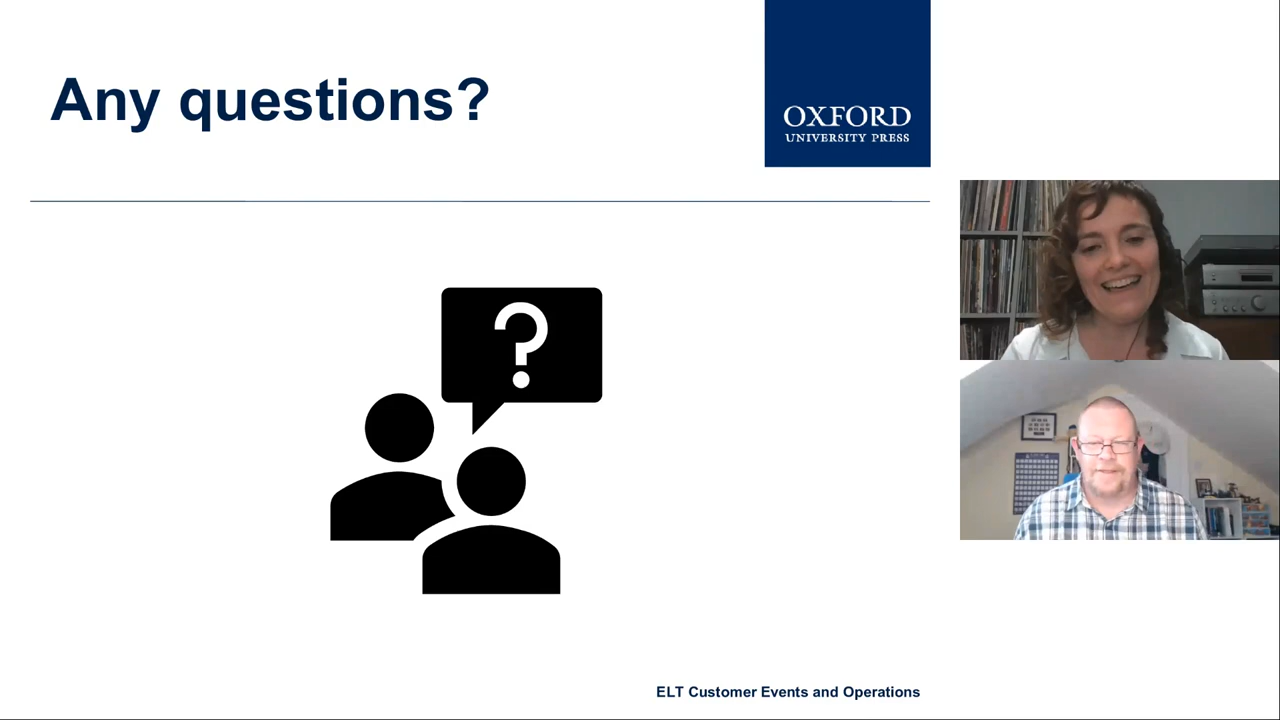 Any questions?
OXFORD
UNIVERSITY PRESS
?
ELT Customer Events and Operations